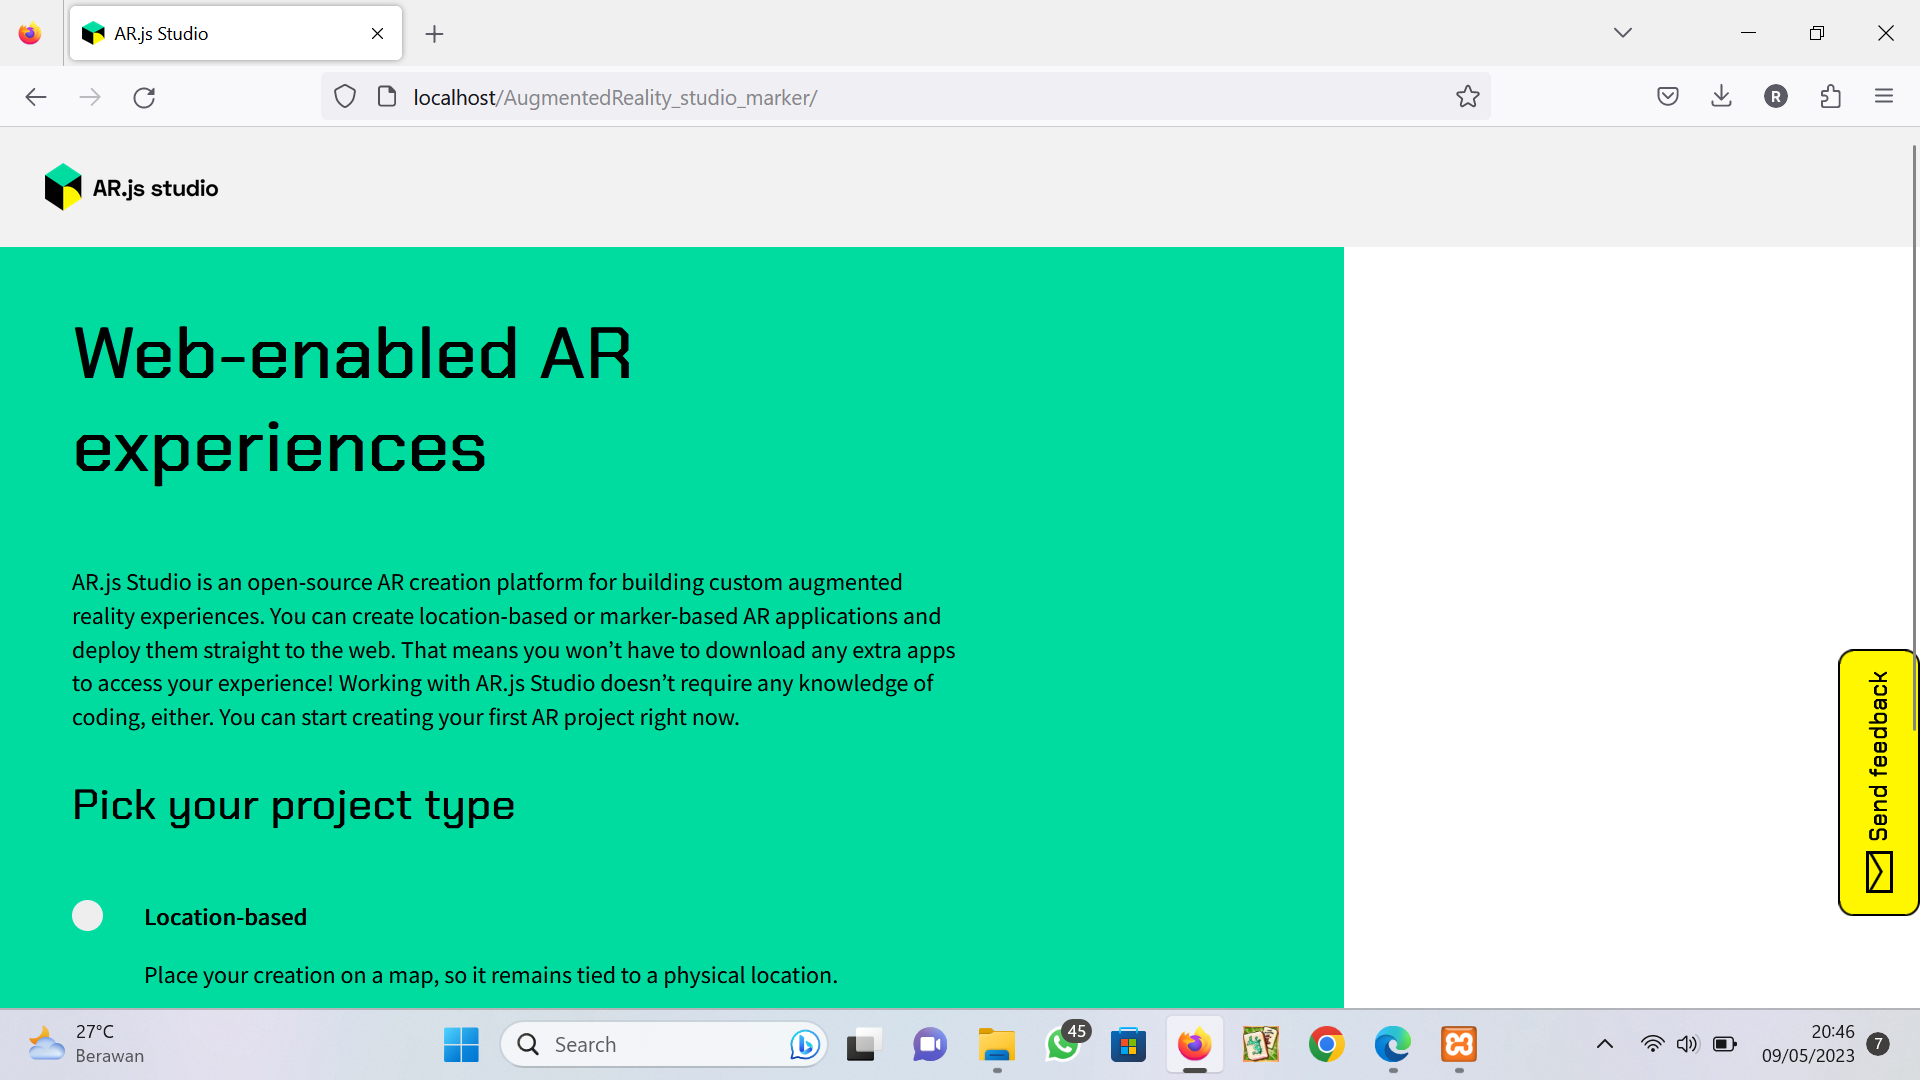 AR.js Studio
localhost/AugmentedReality_studio_marker/
R
AR.js studio
Web-enabled AR
experiences
AR.js Studio is an open-source AR creation platform for building custom augmented
reality experiences. You can create location-based or marker-based AR applications and
deploy them straight to the web. That means you won’t have to download any extra apps
to access your experience! Working with AR.js Studio doesn’t require any knowledge of
coding, either. You can start creating your first AR project right now.
Pick your project type
Location-based
Place your creation on a map, so it remains tied to a physical location.
Send feedback
27°C
Berawan
Search
45
20:46
09/05/2023
7